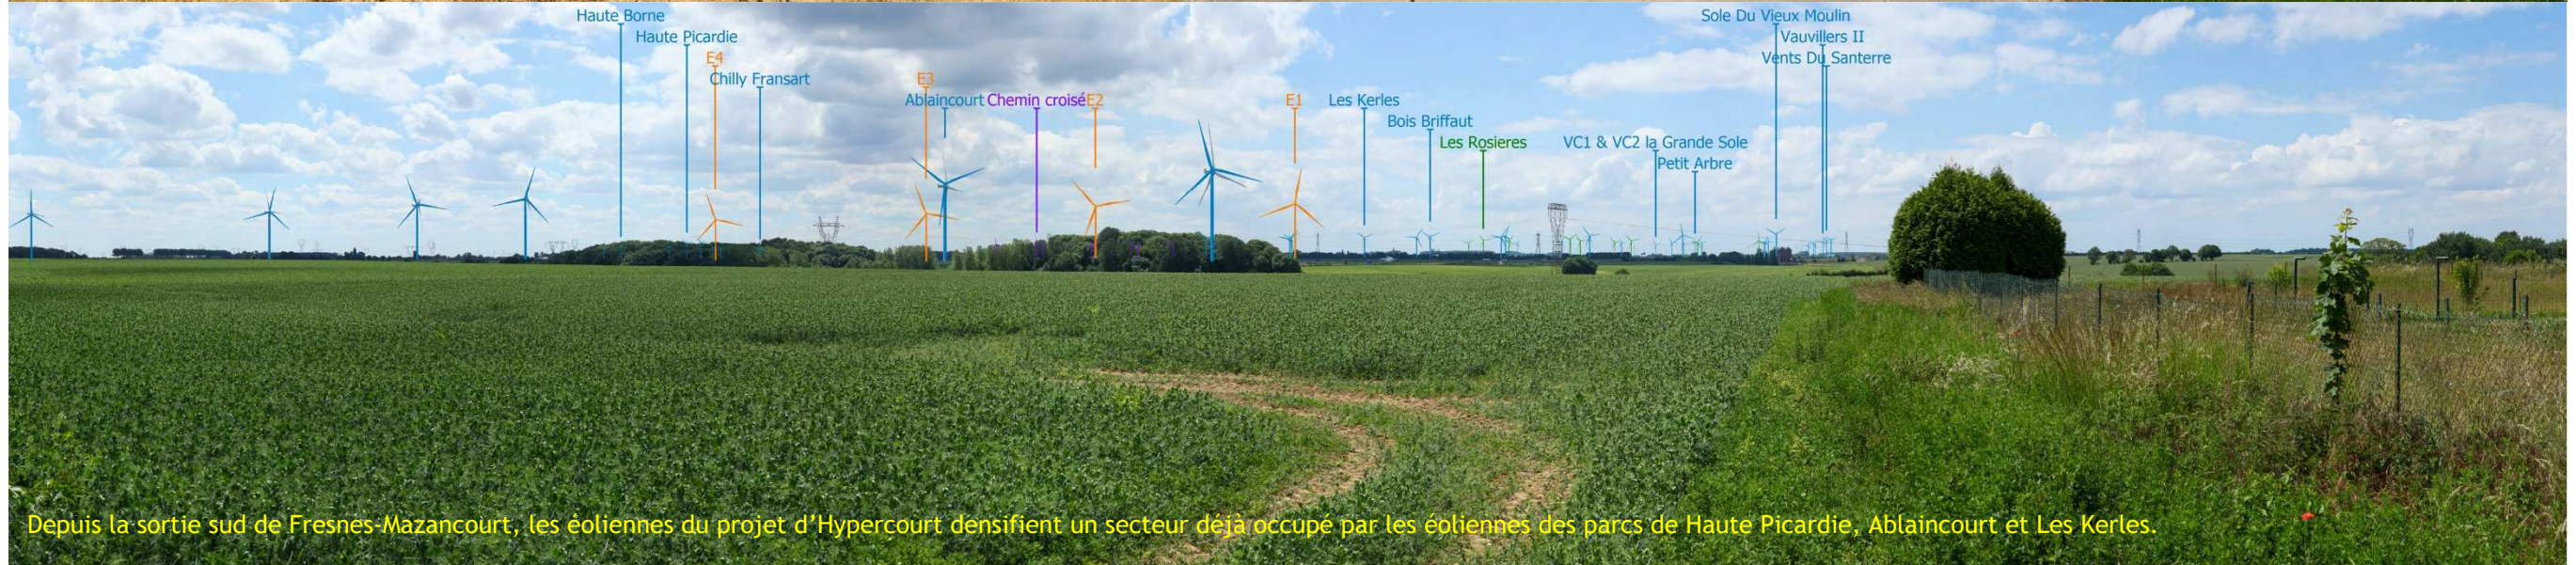 Haute Borne
Haute Picardie
E4
Chilly Fransart
E3
Ablaincourt
Chemin croisé
E2
E1
Les Kerles
Bois Briffaut
Les Rosieres
VC1 & VC2 la Grande Sole
Petit Arbre
Sole Du Vieux Moulin
Vauvillers II
Vents Du Santerre
Depuis la sortie sud de Fresnes-Mazancourt, les éoliennes du projet d’Hypercourt densifient un secteur déjà occupé par les éoliennes des parcs de Haute Picardie, Ablaincourt et Les Kerles.